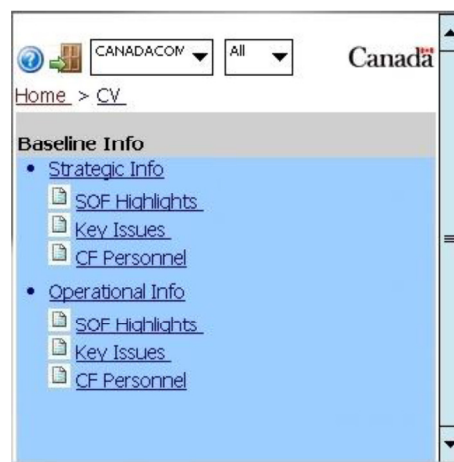 CANADACOM All Canada
Home > CV
Baseline Info
• Strategic Info
SOF Highlights
Key Issues
CF Personnel
• Operational Info
SOF Highlights
Key Issues
CF Personnel